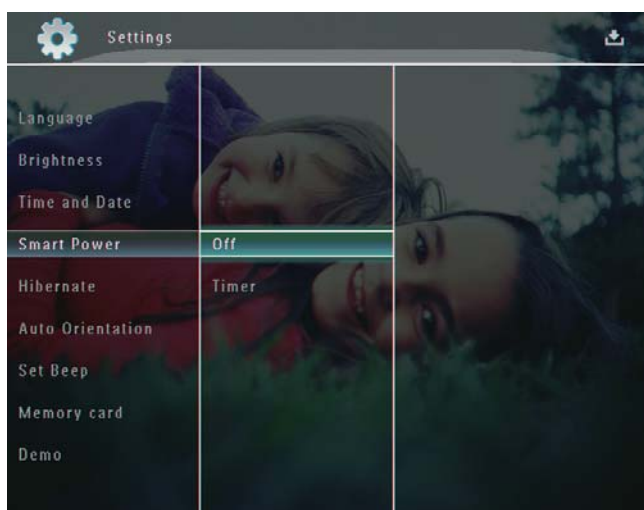 Settings
Language
Brightness
Time and Date
Smart Power
Off
Hibernate
Timer
Auto Orientation
Set Beep
Memory card
Demo